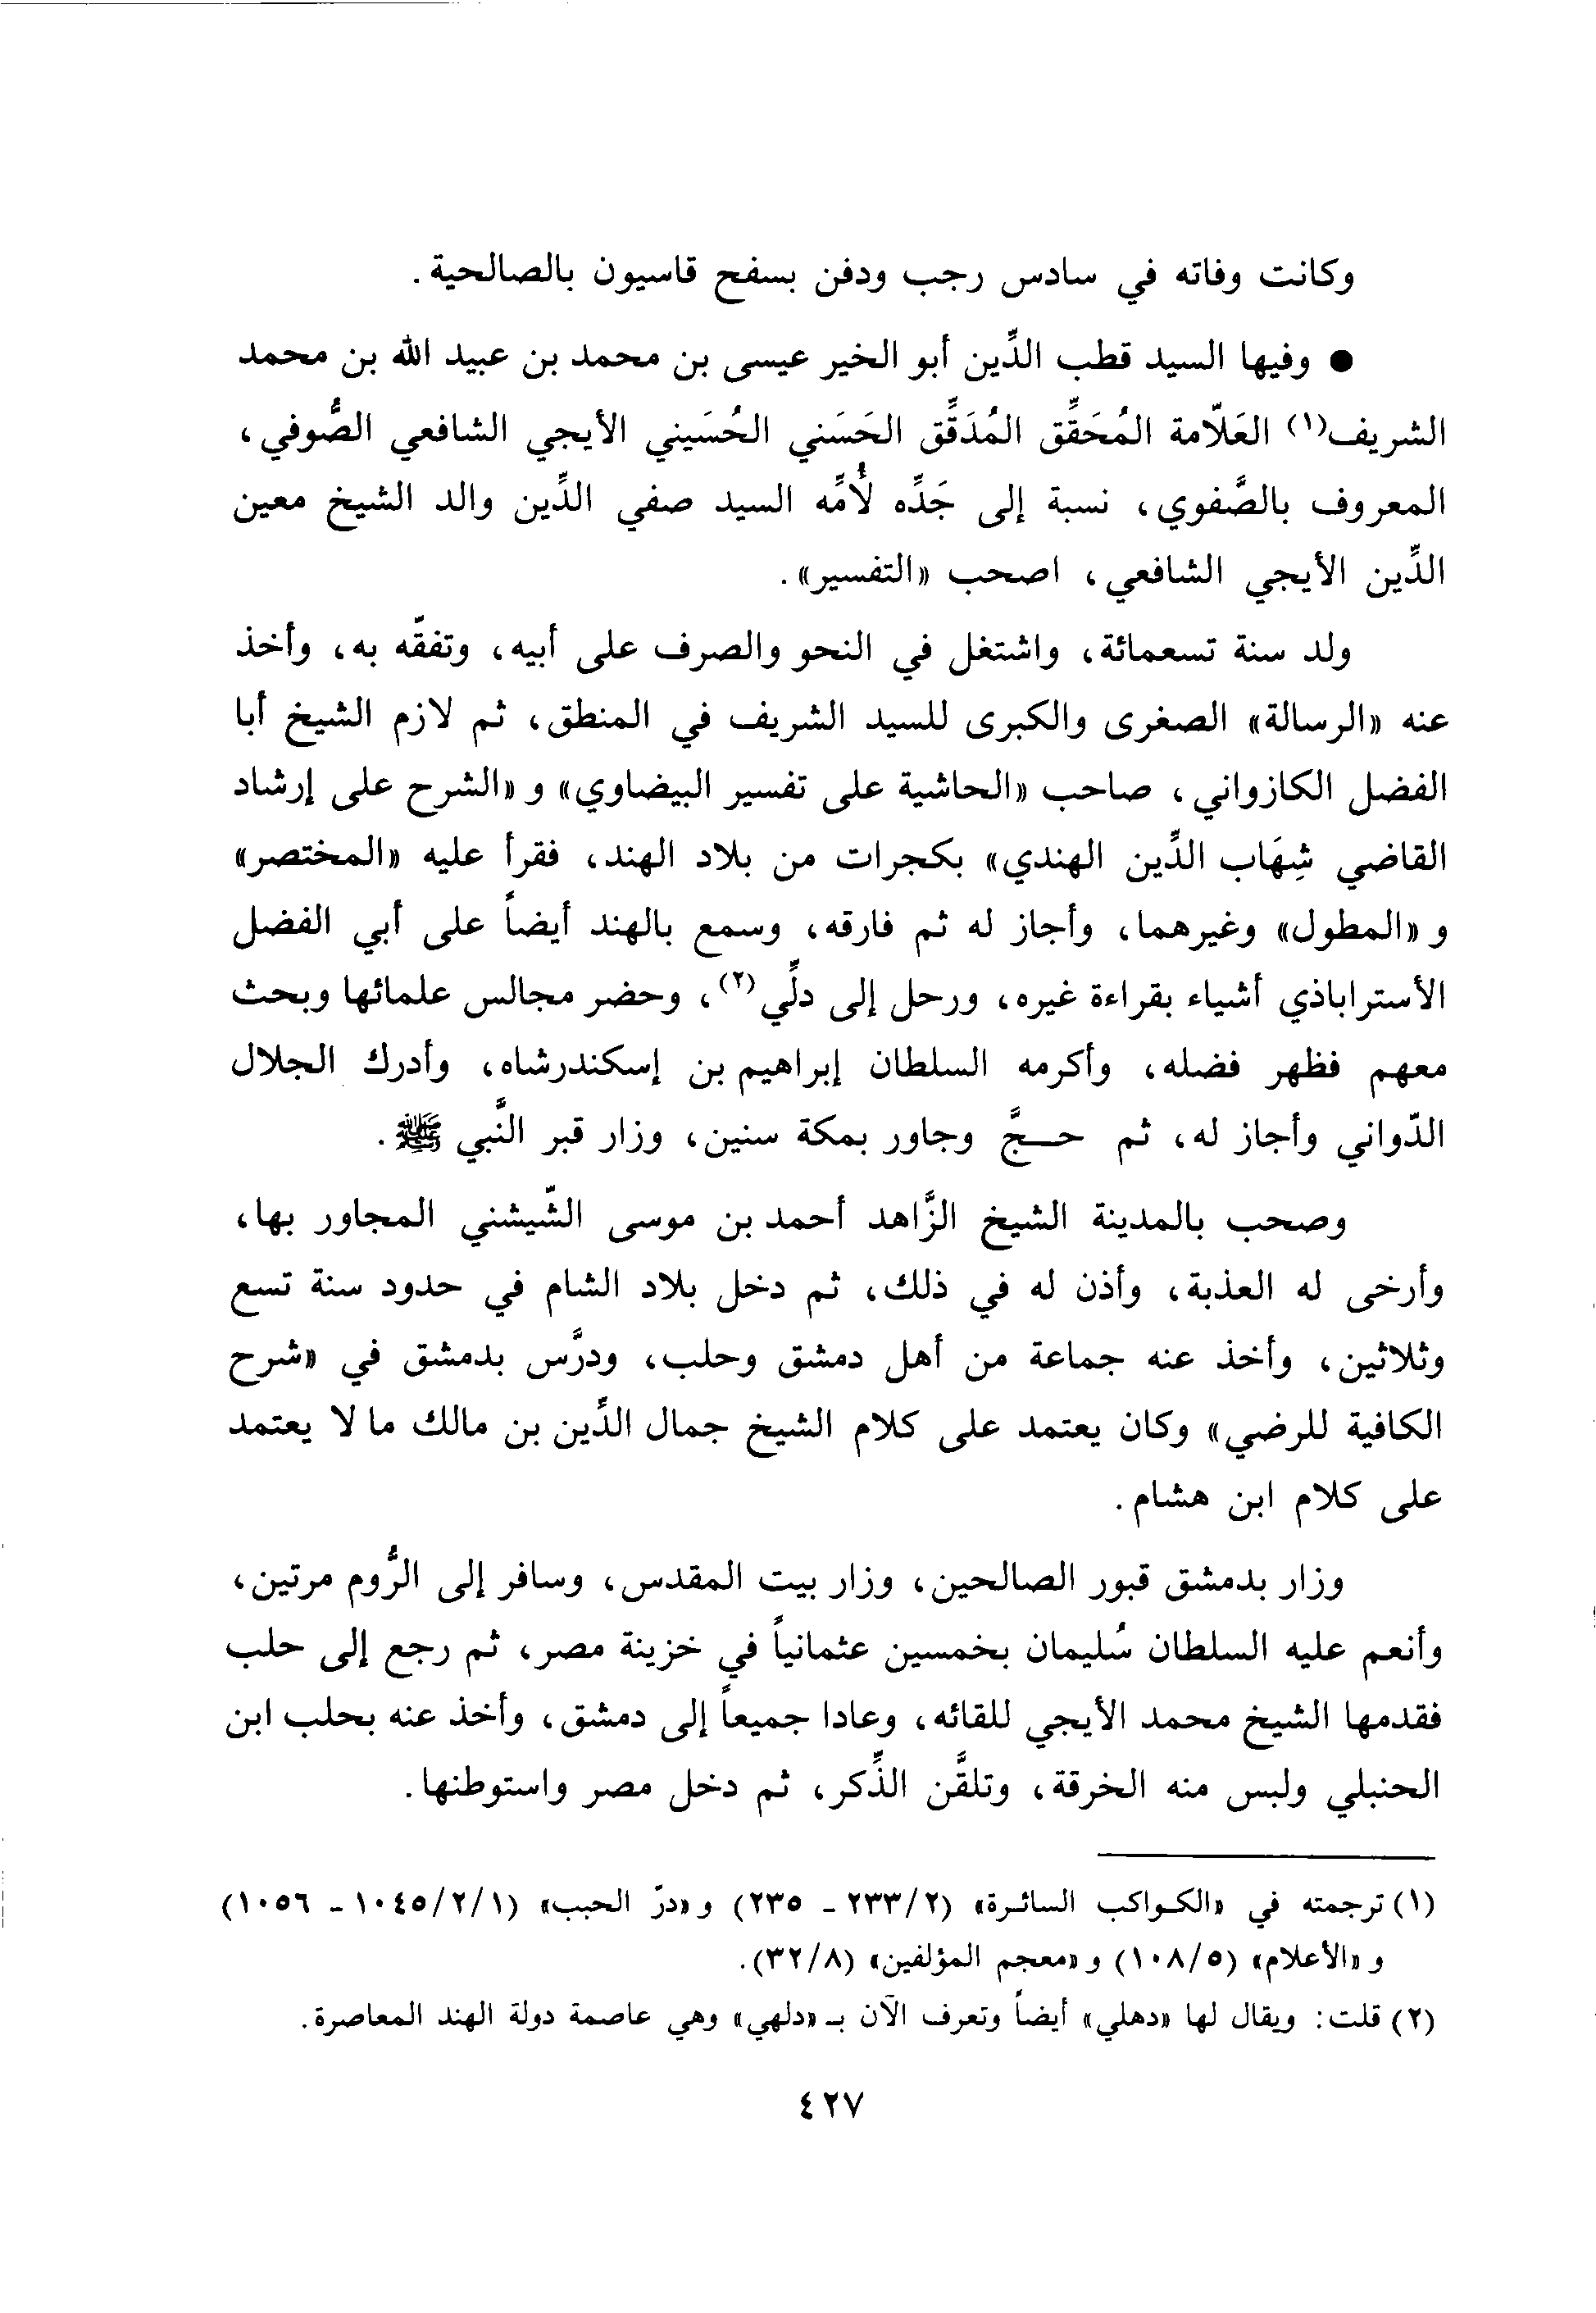 وكانت وفاته في سادس رجب ودفن بسفح قاسيون بالصالحية.
● وفيها السيد قطب الدِّين أبو الخير عيسى بن محمد بن عبيد الله بن محمد
الشريف(١) العَلّامة المُحَقِّق المُدَقِّق الحَسَني الحُسَيني الأيجي الشافعي الصُّوفي،
المعروف بالصَّفوي، نسبة إلى جَدِّه لأُمِّه السيد صفي الدِّين والد الشيخ معين
الدِّين الأيجي الشافعي، اصحب «التفسير».
ولد سنة تسعمائة، واشتغل في النحو والصرف على أبيه، وتفقّه به، وأخذ
عنه «الرسالة» الصغرى والكبرى للسيد الشريف في المنطق، ثم لازم الشيخ أبا
الفضل الكازواني، صاحب «الحاشية على تفسير البيضاوي» و «الشرح على إرشاد
القاضي شِهَاب الدِّين الهندي» بكجرات من بلاد الهند، فقرأ عليه «المختصر»
و «المطول» وغيرهما، وأجاز له ثم فارقه، وسمع بالهند أيضاً على أبي الفضل
الأستراباذي أشياء بقراءة غيره، ورحل إلى دلِّي(٢)، وحضر مجالس علمائها وبحث
معهم فظهر فضله، وأكرمه السلطان إبراهيم بن إسكندرشاه، وأدرك الجلال
الدّواني وأجاز له، ثم حــجَّ وجاور بمكة سنين، وزار قبر النَّبي ﷺ.
وصحب بالمدينة الشيخ الزَّاهد أحمد بن موسى الشّيشني المجاور بها،
وأرخى له العذبة، وأذن له في ذلك، ثم دخل بلاد الشام في حدود سنة تسع
وثلاثين، وأخذ عنه جماعة من أهل دمشق وحلب، ودرَّس بدمشق في «شرح
الكافية للرضي» وكان يعتمد على كلام الشيخ جمال الدِّين بن مالك ما لا يعتمد
على كلام ابن هشام.
وزار بدمشق قبور الصالحين، وزار بيت المقدس، وسافر إلى الرُّوم مرتين،
وأنعم عليه السلطان سُليمان بخمسين عثمانياً في خزينة مصر، ثم رجع إلى حلب
فقدمها الشيخ محمد الأيجي للقائه، وعادا جميعاً إلى دمشق، وأخذ عنه بحلب ابن
الحنبلي ولبس منه الخرقة، وتلقَّن الذِّكر، ثم دخل مصر واستوطنها.
(١) ترجمته في «الكـواكب السائـرة» (٢٣٣/٢ - ٢٣٥) و«درّ الحبب» (١٠٤٥/٢/١ - ١٠٥٦)
و «الأعلام» (١٠٨/٥) و«معجم المؤلفين» (٣٢/٨).
(٢) قلت: ويقال لها «دهلي» أيضاً وتعرف الآن بـ «دلهي» وهي عاصمة دولة الهند المعاصرة.
٤٢٧